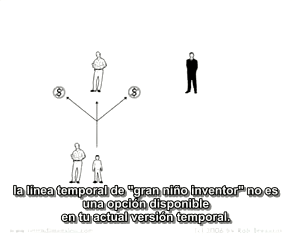 § §
la linea temporal de "gran niño inventor" no es
una opción disponible
en tu actual versión temporal.